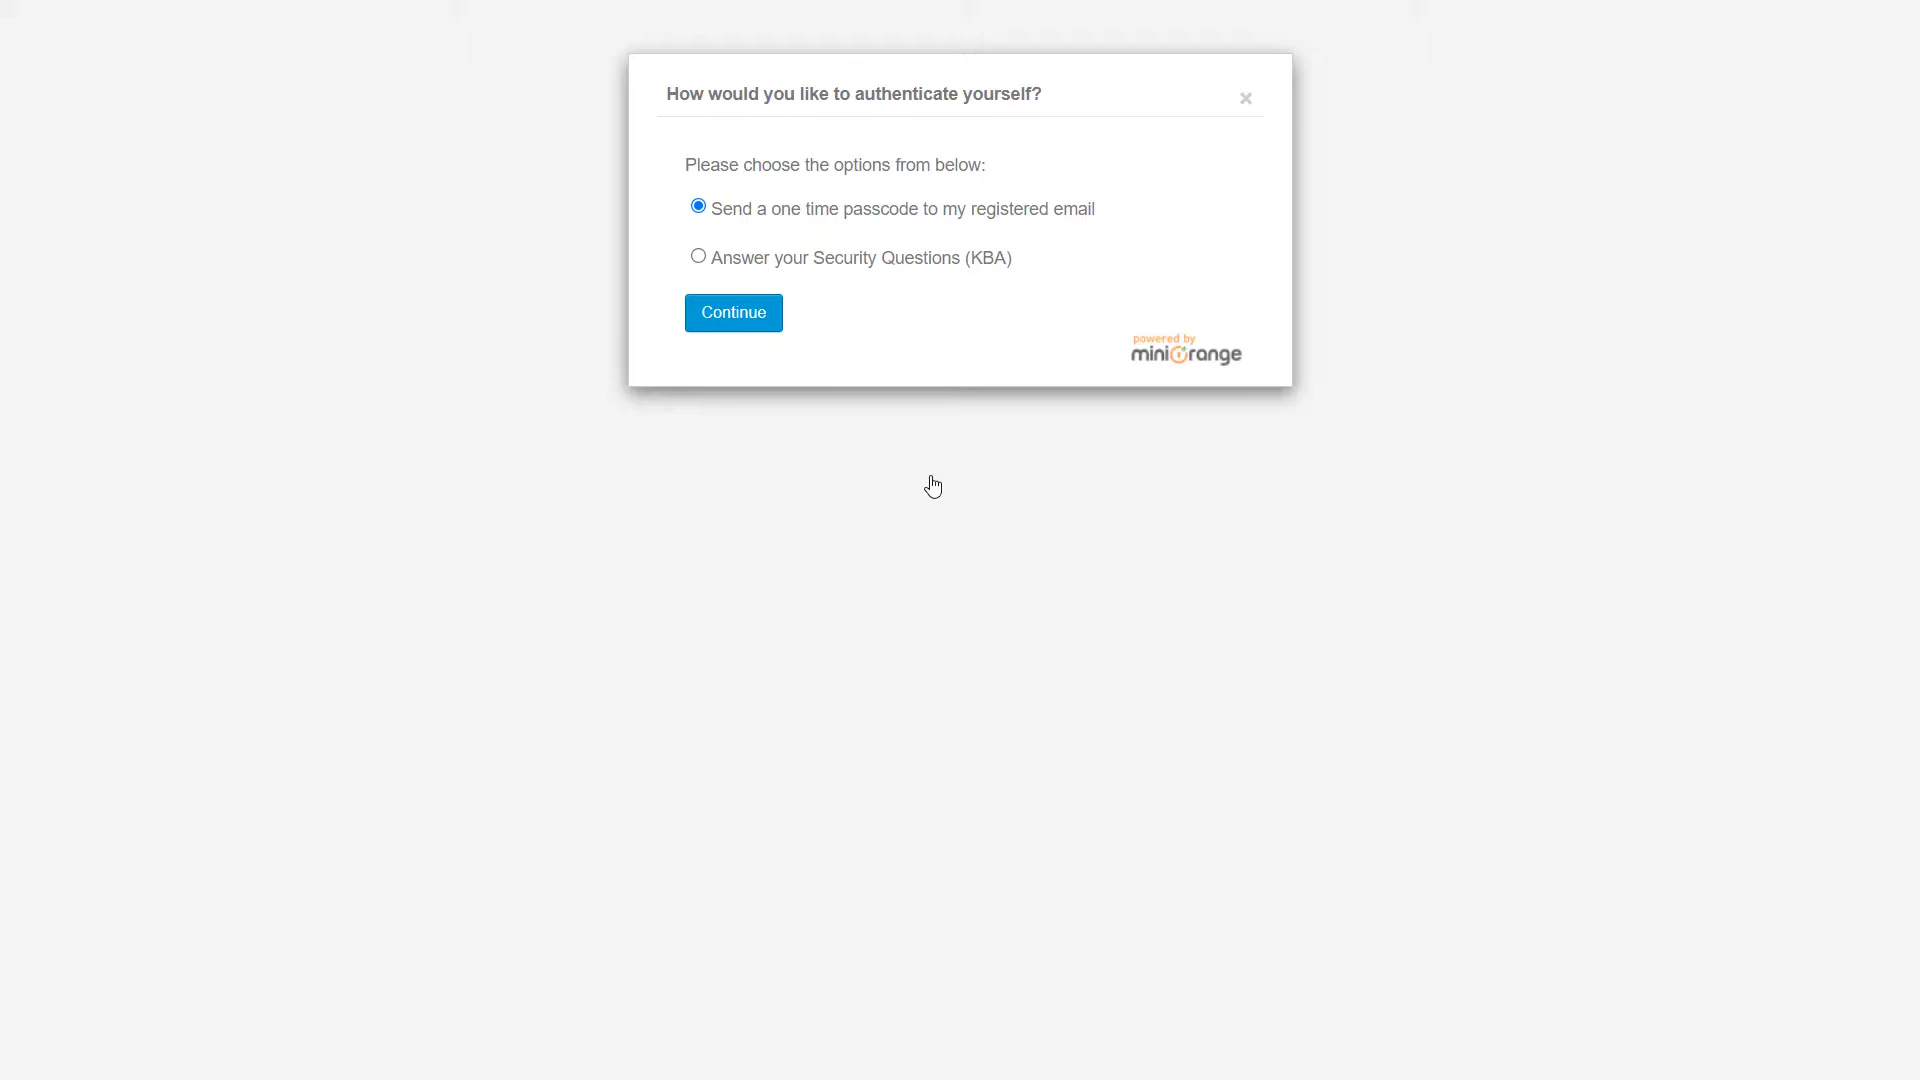 How would you like to authenticate yourself?
×
Please choose the options from below:
Send a one time passcode to my registered email
Answer your Security Questions (KBA)
Continue
powered by
miniOrange